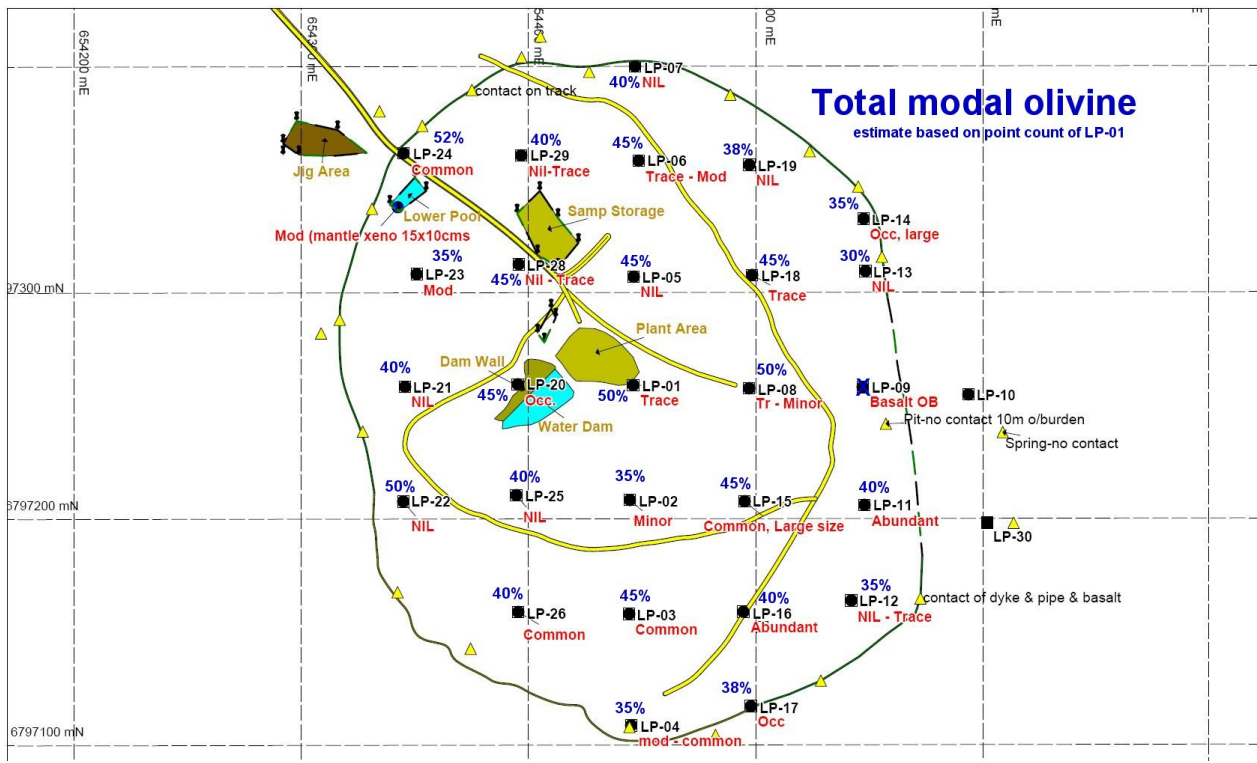 Total modal olivine
estimate based on point count of LP-01
654200 mE
mE
00 mE
mE
LP-07
40%
NIL
contact on track
52%
LP-24
Common
40%
LP-29
Nil-Trace
45%
LP-06
Trace - Mod
38%
LP-19
NIL
Jig Area
Lower Poor
Mod (mantle xeno 15x10cms
Samp Storage
35%
LP-14
Occ, large
35%
LP-23
Mod
LP-28
45%
Nil - Trace
45%
LP-05
NIL
45%
LP-18
Trace
30%
LP-13
NIL
97300 mN
Plant Area
Dam Wall
40%
LP-21
NIL
LP-20
45%
Occ.
Water Dam
LP-01
50%
Trace
50%
LP-08
Tr - Minor
LP-09
Basalt OB
LP-10
Pit-no contact 10m o/burden
Spring-no contact
50%
LP-22
NIL
40%
LP-25
NIL
35%
LP-02
Minor
45%
LP-15
Common, Large size
40%
LP-11
Abundant
6797200 mN
LP-30
40%
LP-26
Common
45%
LP-03
Common
40%
LP-16
Abundant
35%
LP-12
NIL - Trace
contact of dyke & pipe & basalt
35%
LP-04
mod - common
38%
LP-17
Occ
6797100 mN